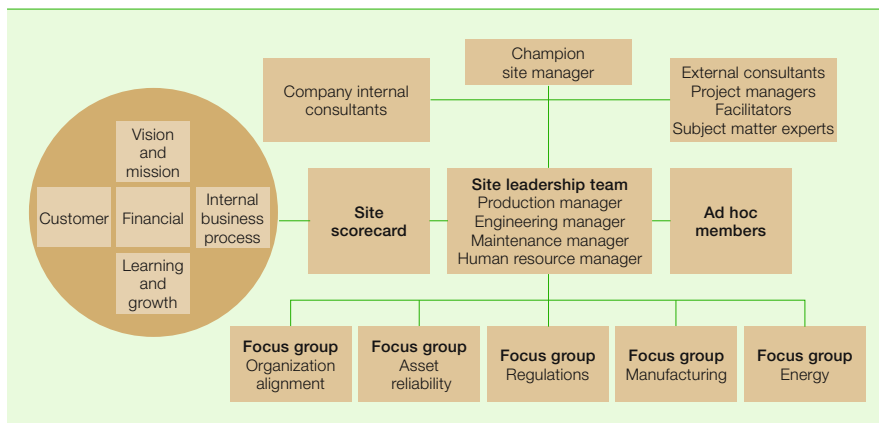 Champion
site manager
Company internal
consultants
External consultants
Project managers
Facilitators
Subject matter experts
Vision
and
mission
Customer
Financial
Internal
business
process
Learning
and
growth
Site
scorecard
Site leadership team
Production manager
Engineering manager
Maintenance manager
Human resource manager
Ad hoc
members
Focus group
Organization
alignment
Focus group
Asset
reliability
Focus group
Regulations
Focus group
Manufacturing
Focus group
Energy